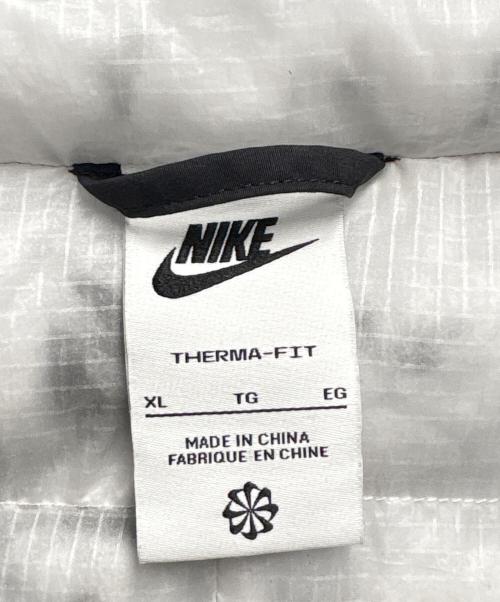 NIKE
THERMA-FIT
XL TG EG
MADE IN CHINA
FABRIQUE EN CHINE